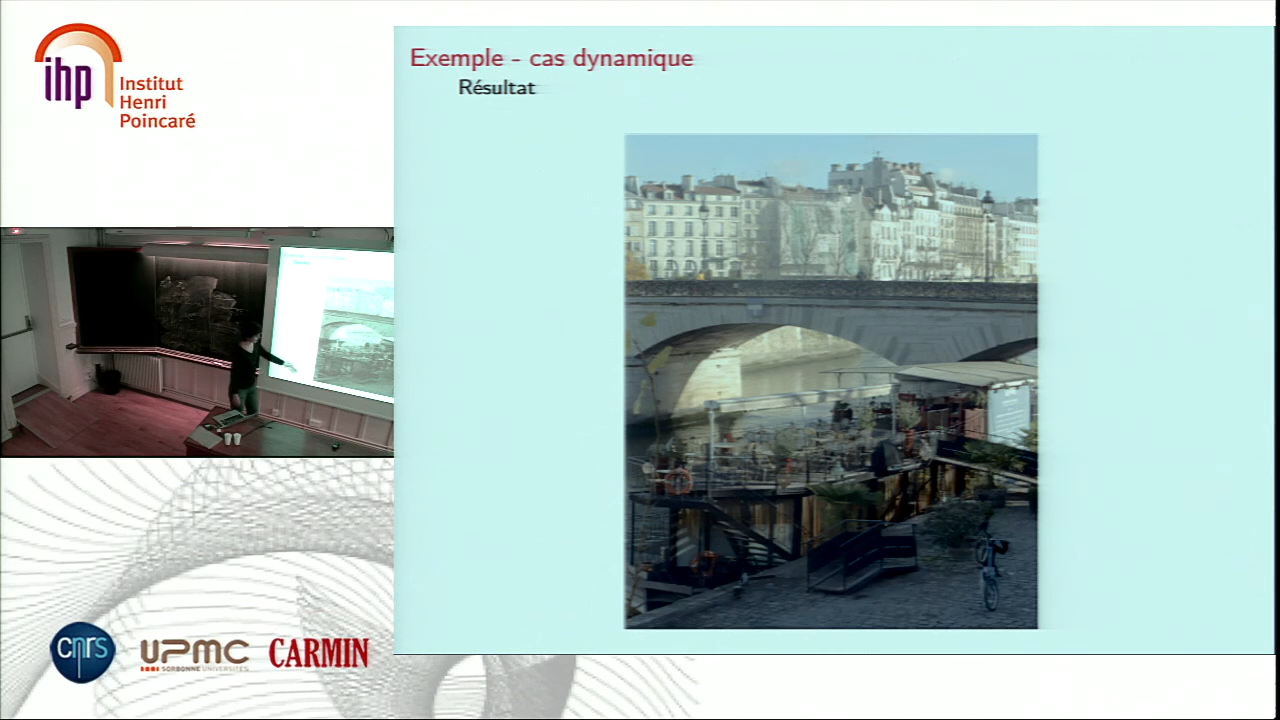 ihp
Institut
Henri
Poincaré
Exemple - cas dynamique
Résultat
cnrs
UPMC
SORBONNE UNIVERSITÉS
CARMIN